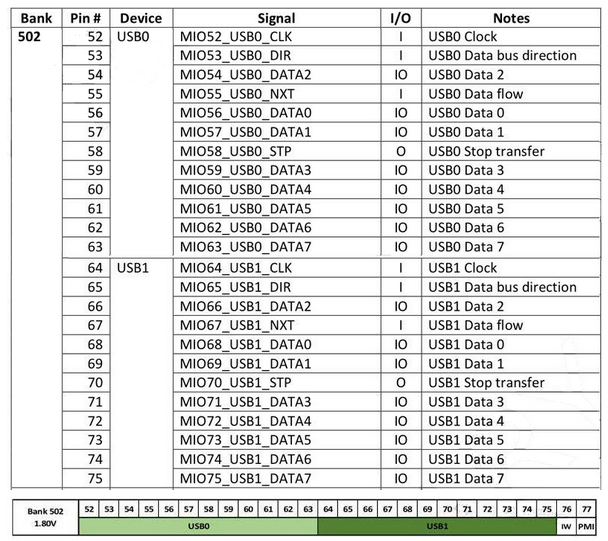 Bank Pin # Device Signal I/O Notes
502 52 USB0 MIO52_USB0_CLK I USB0 Clock
53 MIO53_USB0_DIR I USB0 Data bus direction
54 MIO54_USB0_DATA2 IO USB0 Data 2
55 MIO55_USB0_NXT I USB0 Data flow
56 MIO56_USB0_DATA0 IO USB0 Data 0
57 MIO57_USB0_DATA1 IO USB0 Data 1
58 MIO58_USB0_STP O USB0 Stop transfer
59 MIO59_USB0_DATA3 IO USB0 Data 3
60 MIO60_USB0_DATA4 IO USB0 Data 4
61 MIO61_USB0_DATA5 IO USB0 Data 5
62 MIO62_USB0_DATA6 IO USB0 Data 6
63 MIO63_USB0_DATA7 IO USB0 Data 7
64 USB1 MIO64_USB1_CLK I USB1 Clock
65 MIO65_USB1_DIR I USB1 Data bus direction
66 MIO66_USB1_DATA2 IO USB1 Data 2
67 MIO67_USB1_NXT I USB1 Data flow
68 MIO68_USB1_DATA0 IO USB1 Data 0
69 MIO69_USB1_DATA1 IO USB1 Data 1
70 MIO70_USB1_STP O USB1 Stop transfer
71 MIO71_USB1_DATA3 IO USB1 Data 3
72 MIO72_USB1_DATA4 IO USB1 Data 4
73 MIO73_USB1_DATA5 IO USB1 Data 5
74 MIO74_USB1_DATA6 IO USB1 Data 6
75 MIO75_USB1_DATA7 IO USB1 Data 7
Bank 502 52 53 54 55 56 57 58 59 60 61 62 63 64 65 66 67 68 69 70 71 72 73 74 75 76 77
1.80V USB0 USB1 IW PMI